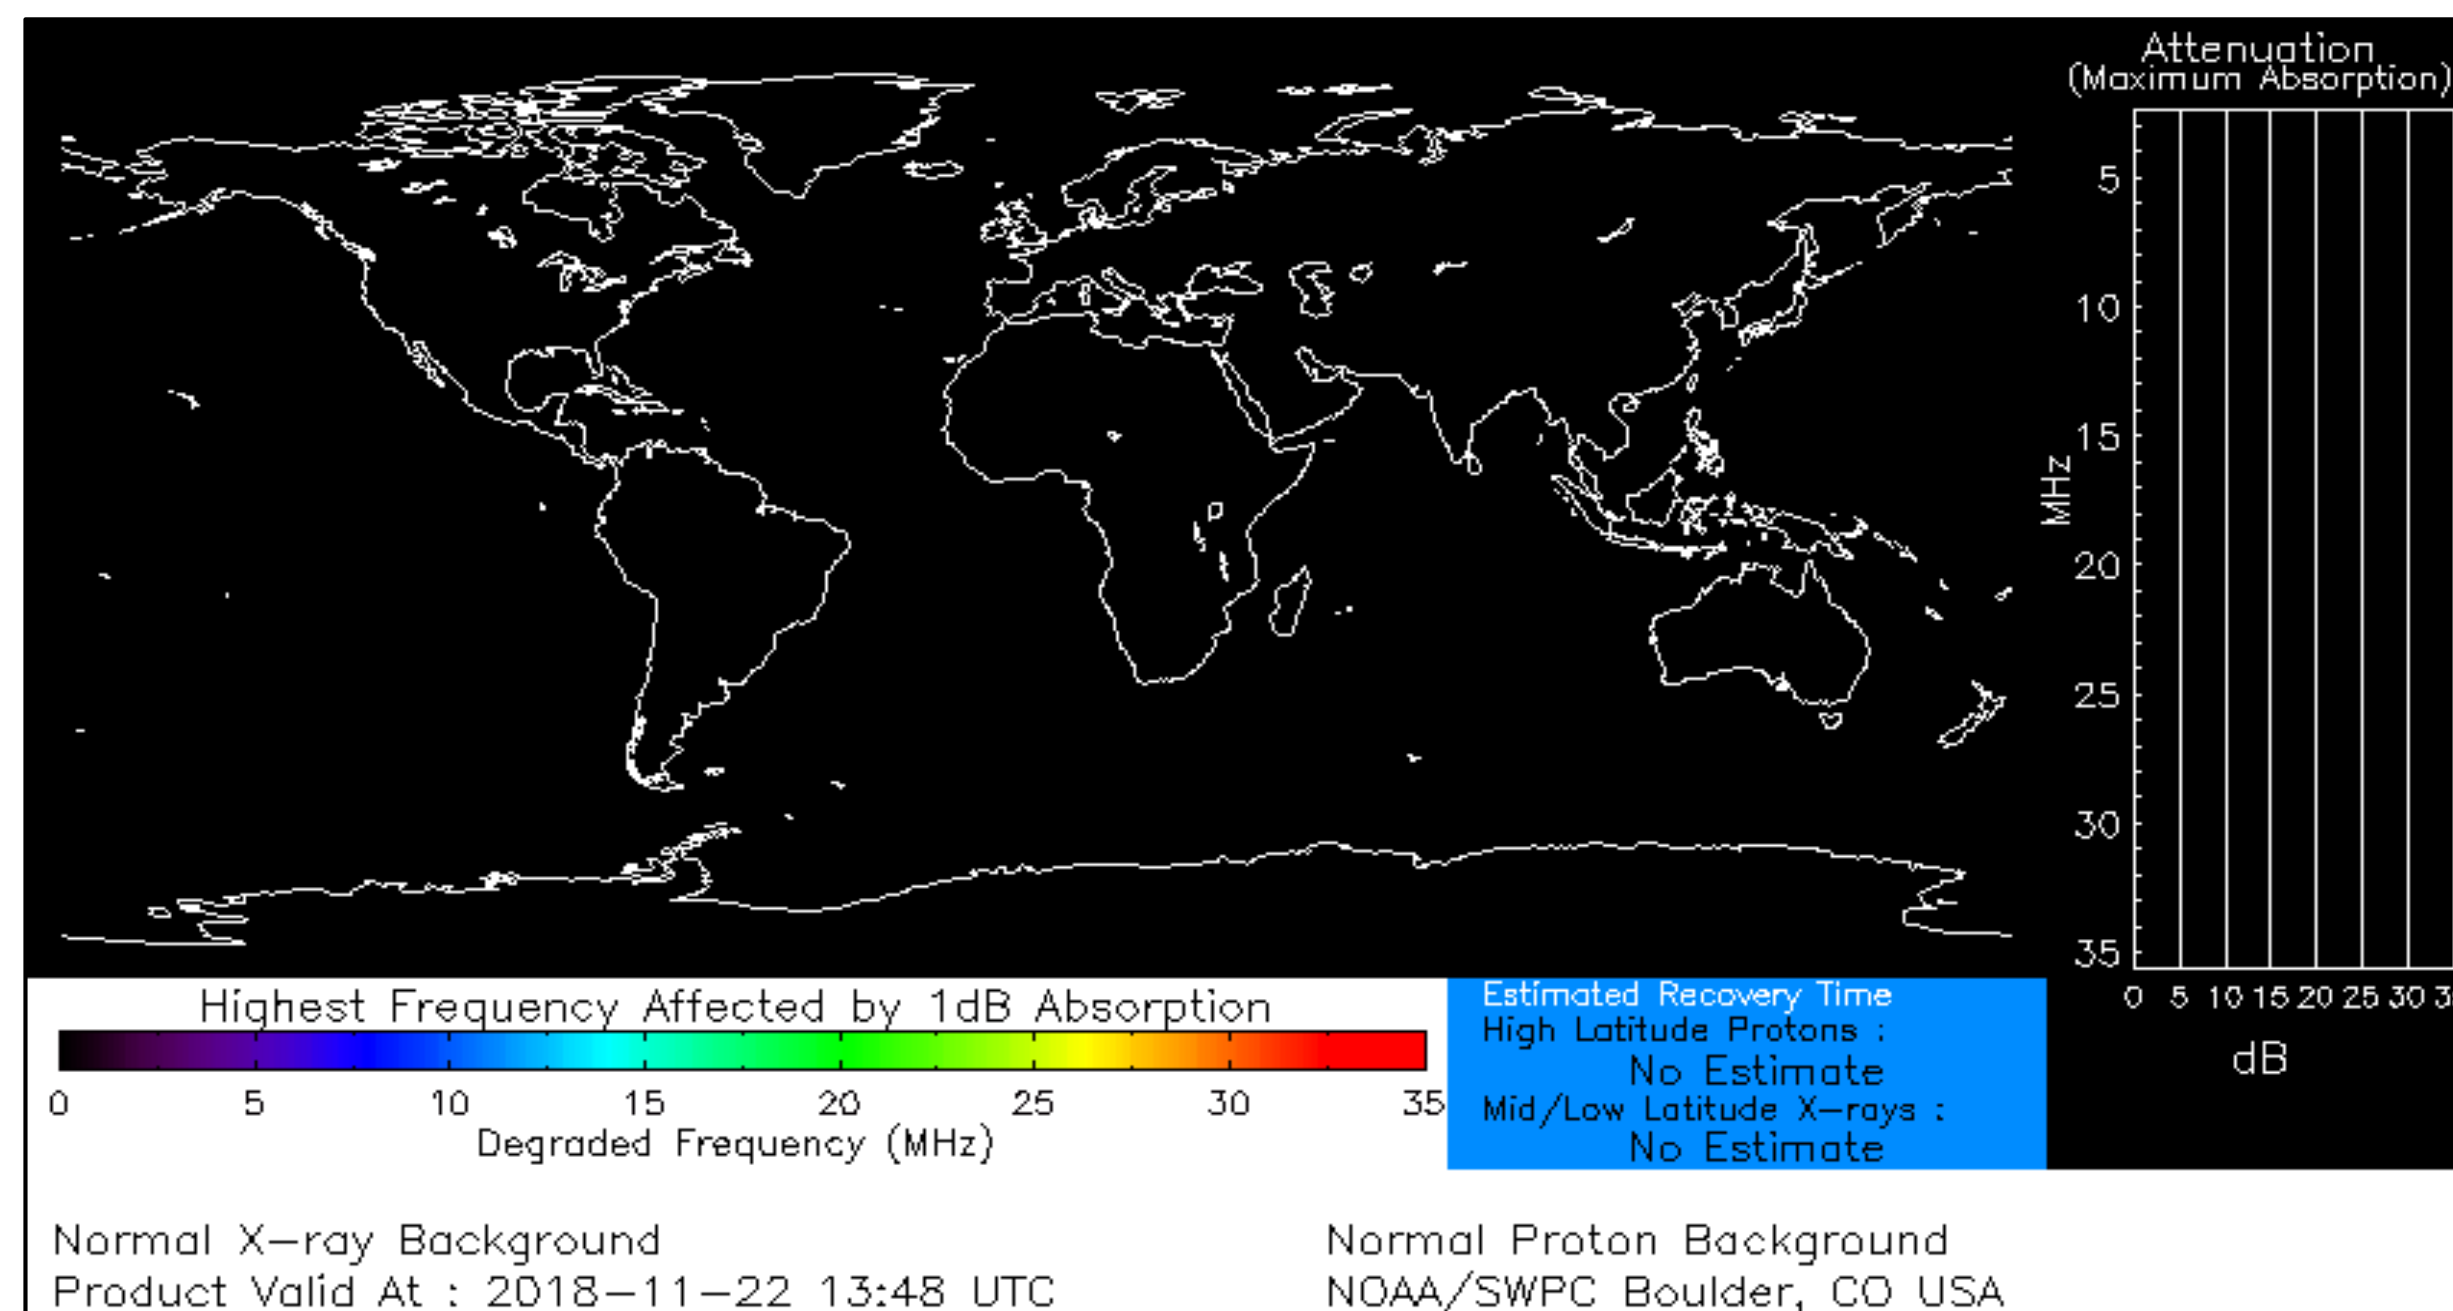 Attenuation
(Maximum Absorption)
5
10
15
20
25
30
35
MHz
0 5 10 15 20 25 30
dB
Highest Frequency Affected by 1dB Absorption
0 5 10 15 20 25 30 35
Degraded Frequency (MHz)
Estimated Recovery Time
High Latitude Protons :
No Estimate
Mid/Low Latitude X-rays :
No Estimate
Normal X-ray Background
Normal Proton Background
Product Valid At : 2018-11-22 13:48 UTC
NOAA/SWPC Boulder, CO USA